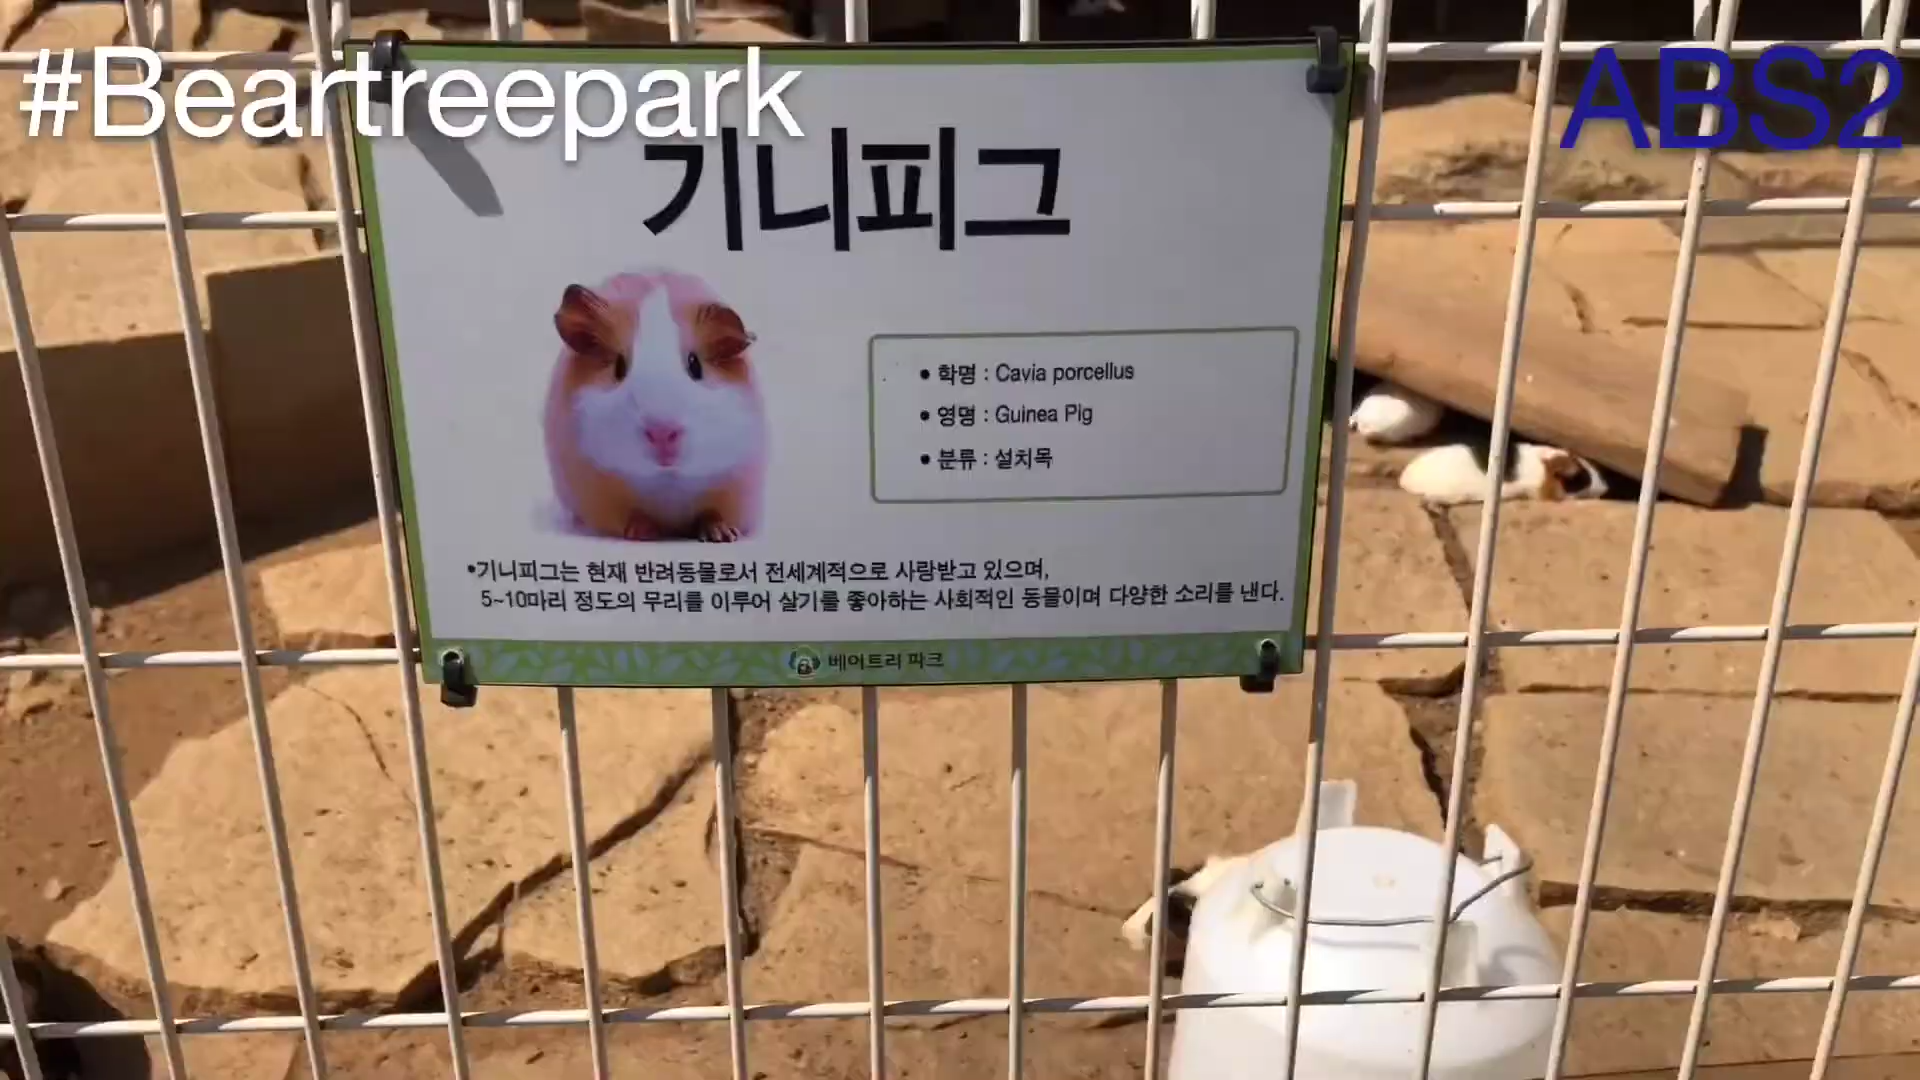 #Beartreepark
ABS2
기니피그
• 학명 : Cavia porcellus
• 영명 : Guinea Pig
• 분류 : 설치목
•기니피그는 현재 반려동물로서 전세계적으로 사랑받고 있으며,
5~10마리 정도의 무리를 이루어 살기를 좋아하는 사회적인 동물이며 다양한 소리를 낸다.
베어트리 파크